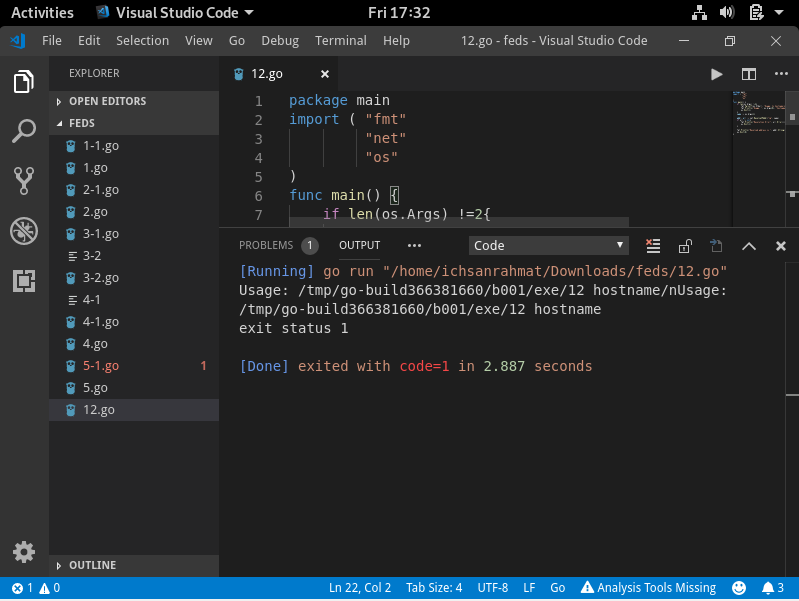 Activities Visual Studio Code Fri 17:32
File Edit Selection View Go Debug Terminal Help 12.go - feds - Visual Studio Code
EXPLORER
OPEN EDITORS
FEDS
1-1.go
1.go
2-1.go
2.go
3-1.go
3-2
3-2.go
4-1
4-1.go
4.go
5-1.go 1
5.go
12.go
OUTLINE
12.go
1 package main
2 import ( "fmt"
3 "net"
4 "os"
5 )
6 func main() {
7 if len(os.Args) !=2{
PROBLEMS 1 OUTPUT ••• Code
[Running] go run "/home/ichsanrahmat/Downloads/feds/12.go"
Usage: /tmp/go-build366381660/b001/exe/12 hostname/nUsage:
/tmp/go-build366381660/b001/exe/12 hostname
exit status 1
[Done] exited with code=1 in 2.887 seconds
1 0 Ln 22, Col 2 Tab Size: 4 UTF-8 LF Go Analysis Tools Missing 3